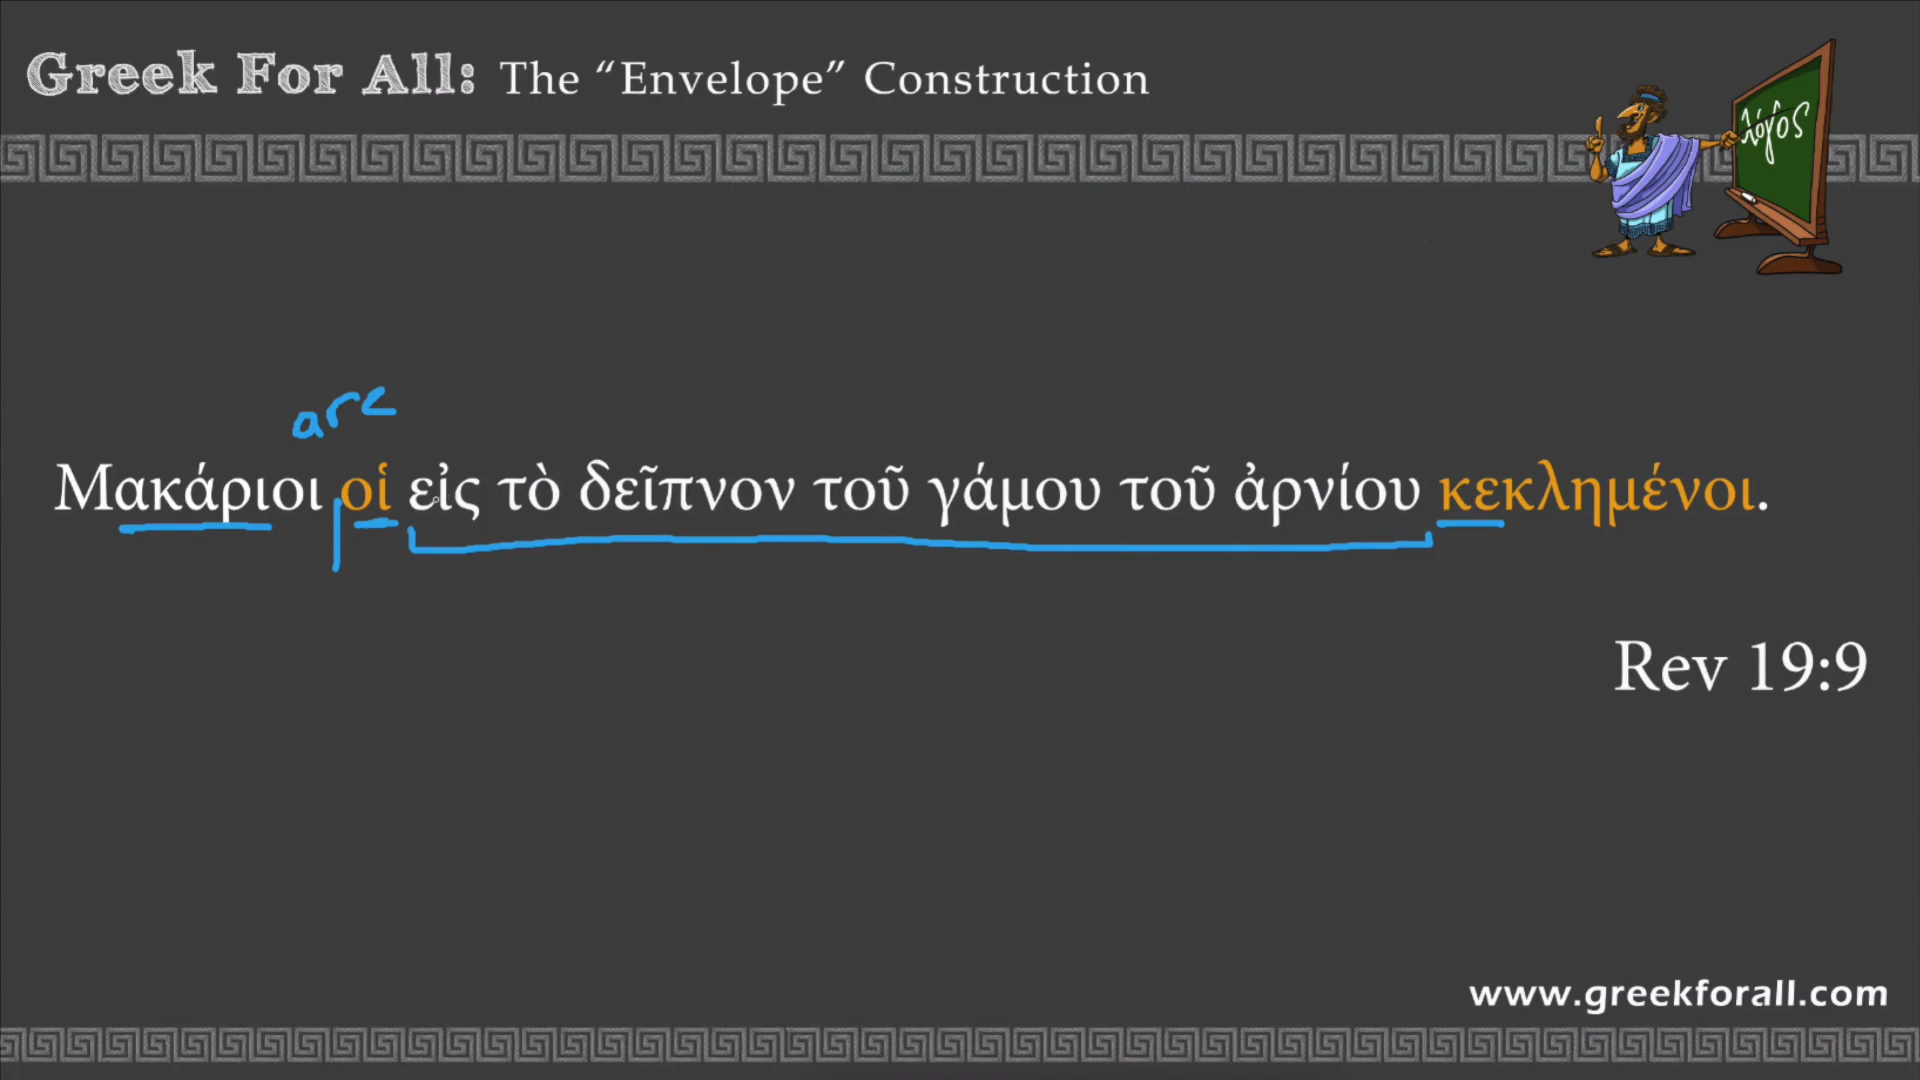 Greek For All: The “Envelope” Construction
λόγος
are
Μακάριοι οἱ εἰς τὸ δεῖπνον τοῦ γάμου τοῦ ἀρνίου κεκλημένοι.
Rev 19:9
www.greekforall.com